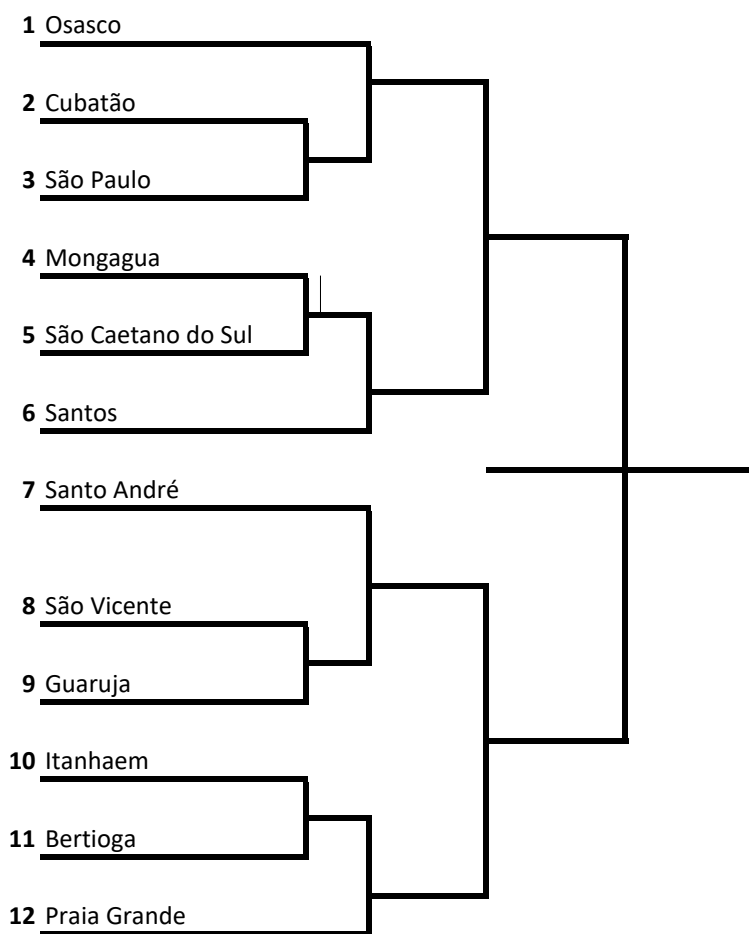 1 Osasco
2 Cubatão
3 São Paulo
4 Mongagua
5 São Caetano do Sul
6 Santos
7 Santo André
8 São Vicente
9 Guaruja
10 Itanhaem
11 Bertioga
12 Praia Grande